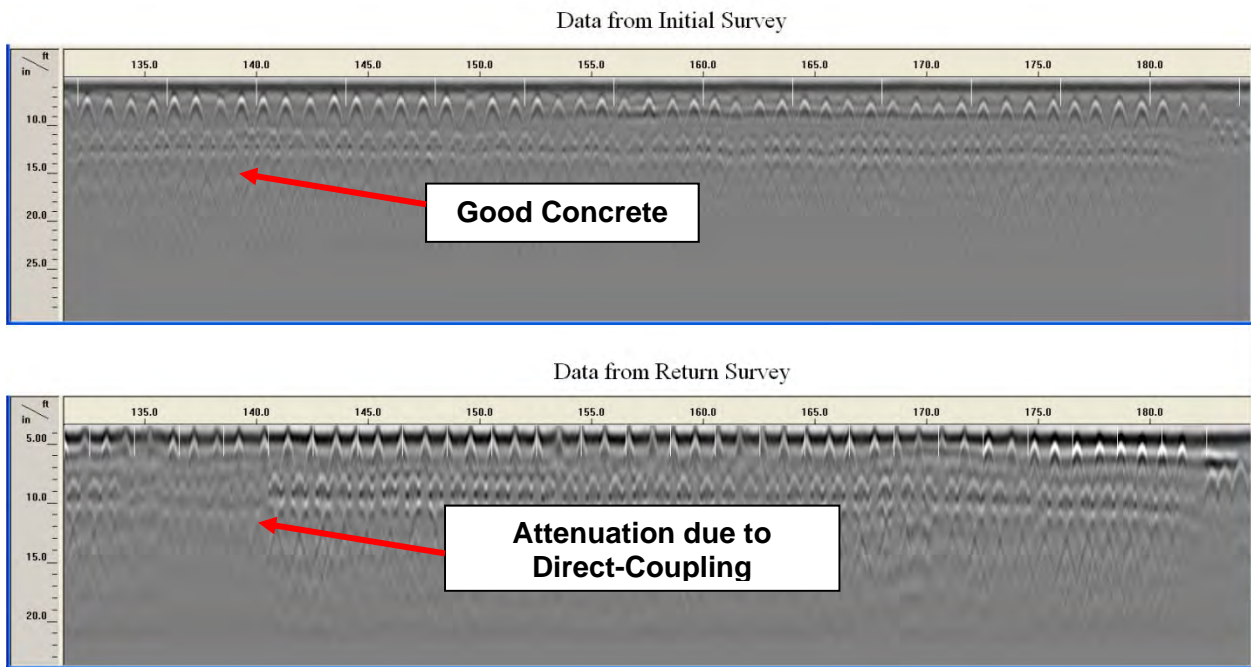 Data from Initial Survey
ft
in
135.0 140.0 145.0 150.0 155.0 160.0 165.0 170.0 175.0 180.0
10.0
15.0
20.0
25.0
Good Concrete
Data from Return Survey
ft
in
135.0 140.0 145.0 150.0 155.0 160.0 165.0 170.0 175.0 180.0
5.00
10.0
15.0
20.0
Attenuation due to
Direct-Coupling